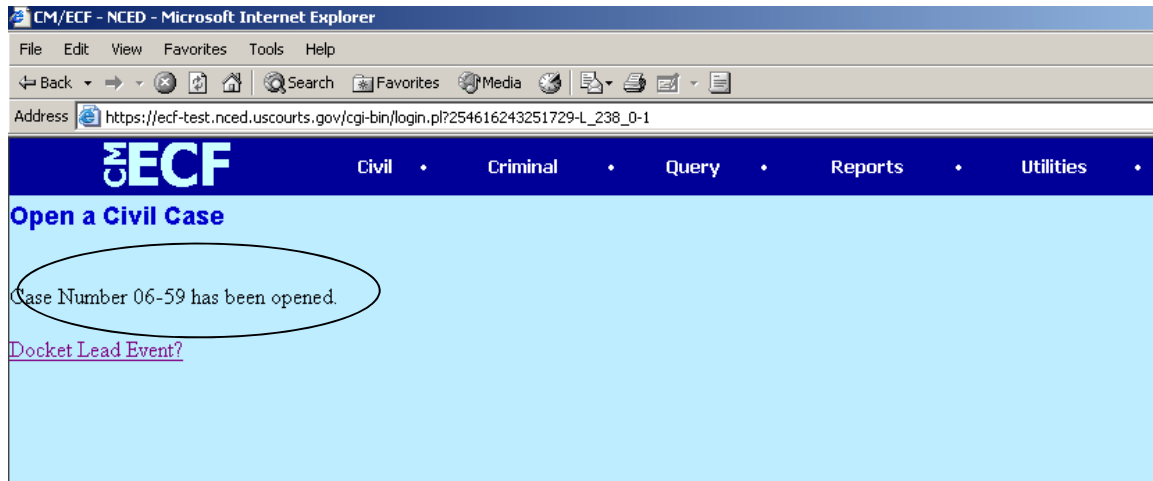 CM/ECF - NCED - Microsoft Internet Explorer
File Edit View Favorites Tools Help
Back Search Favorites Media
Address https://ecf-test.nced.uscourts.gov/cgi-bin/login.pl?254616243251729-L_238_0-1
CM ECF Civil • Criminal • Query • Reports • Utilities •
Open a Civil Case
Case Number 06-59 has been opened.
Docket Lead Event?